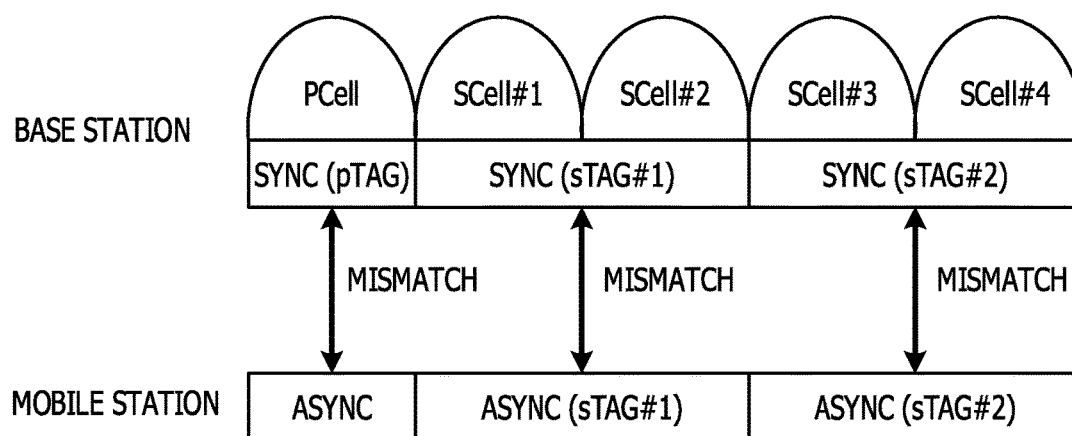 PCell SCell#1 SCell#2 SCell#3 SCell#4
BASE STATION
SYNC (pTAG) SYNC (sTAG#1) SYNC (sTAG#2)
MISMATCH MISMATCH MISMATCH
MOBILE STATION ASYNC ASYNC (sTAG#1) ASYNC (sTAG#2)